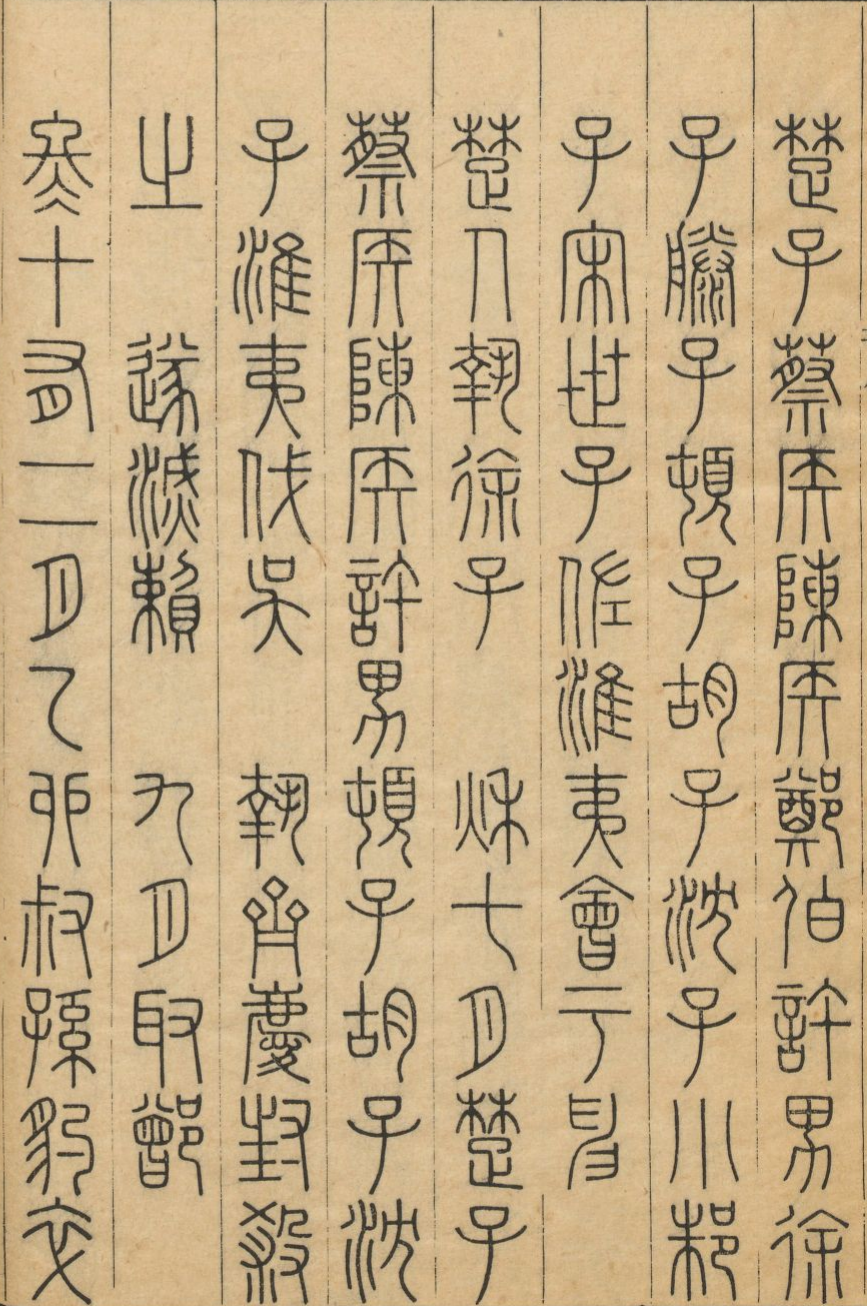 楚子蔡侯陳侯鄭伯許男徐
子滕子頓子胡子沈子小邾
子宋世子佐淮夷會于申
楚人執徐子　秋七月楚子
蔡侯陳侯許男頓子胡子沈
子淮夷伐吳　執齊慶封殺
之　遂滅賴　九月取鄫
冬十有二月乙卯叔孫豹卒